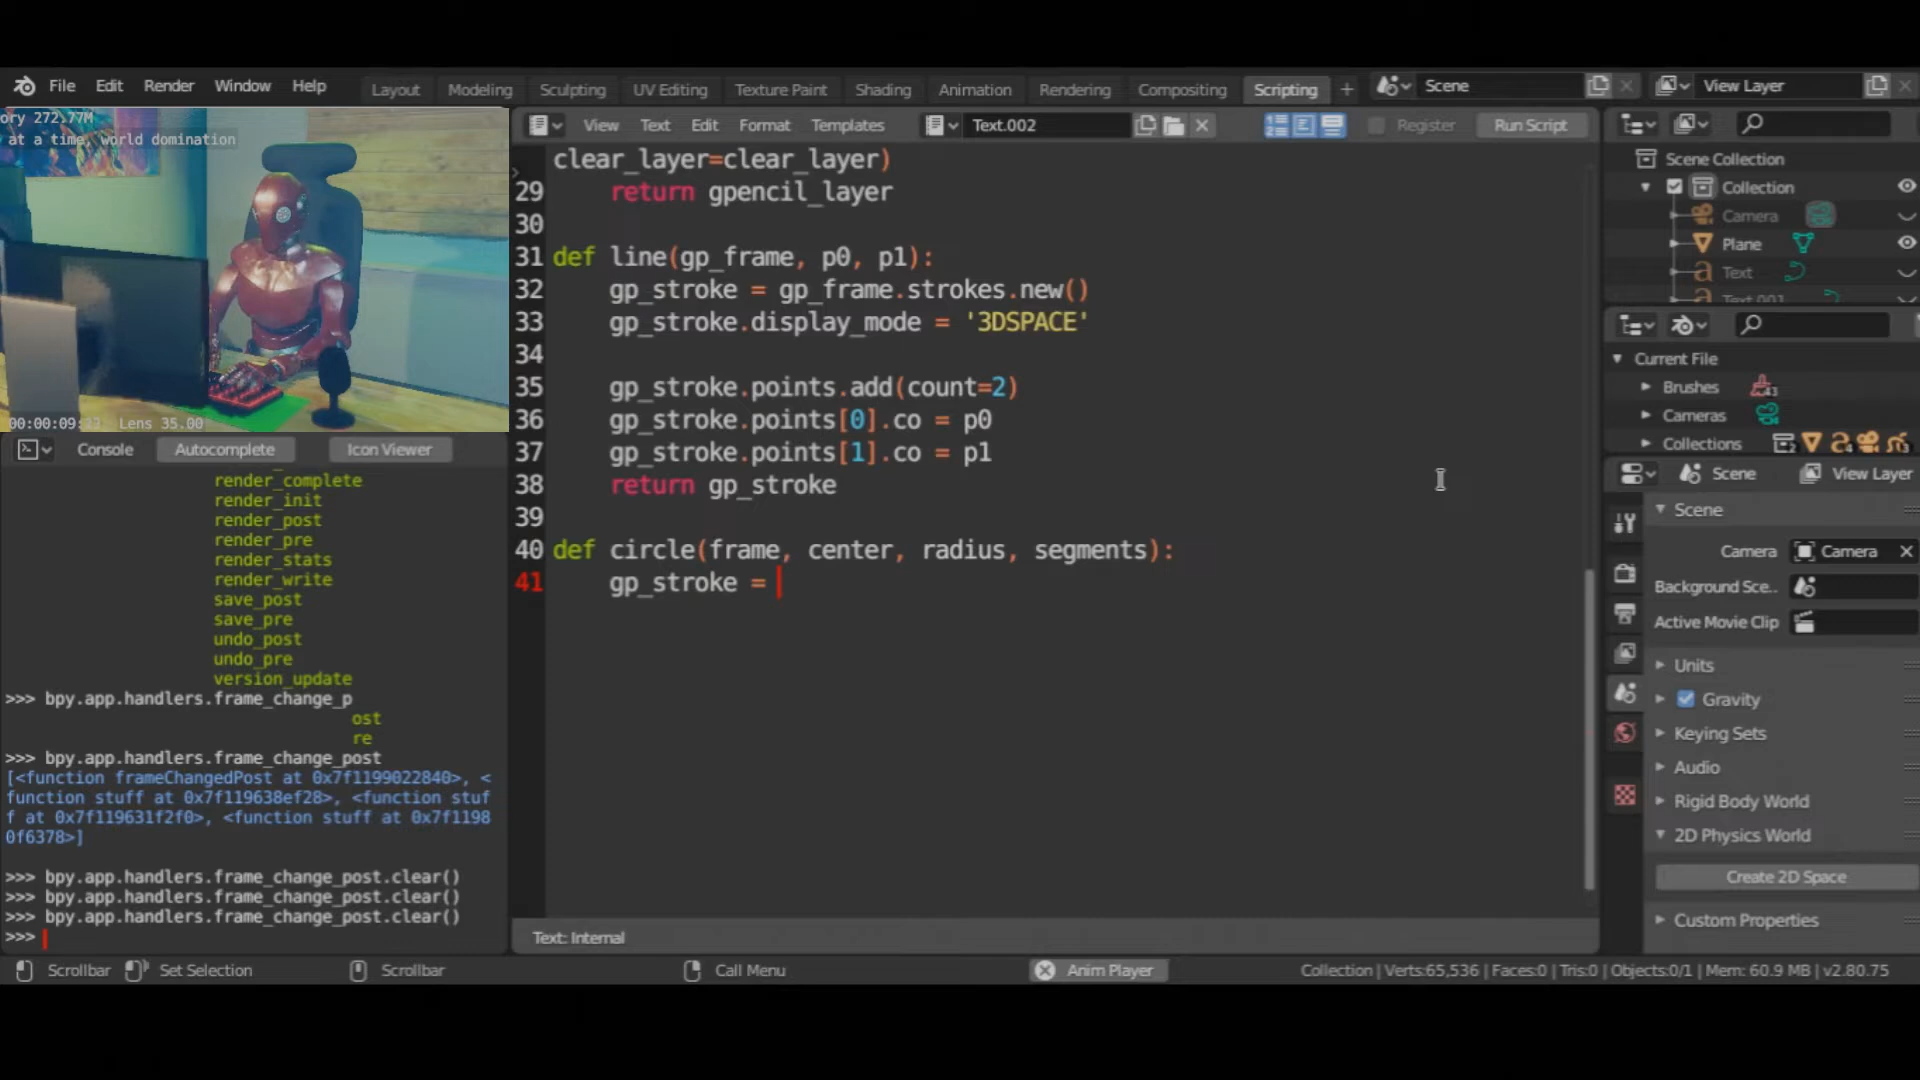 File Edit Render Window Help
Layout Modeling Sculpting UV Editing Texture Paint Shading Animation Rendering Compositing Scripting +
Scene
View Layer
ory 272.77M
at a time, world domination
00:00:09: Lens 35.00
View Text Edit Format Templates
Text.002
Register
Run Script
clear_layer=clear_layer)
29 return gpencil_layer
30
31 def line(gp_frame, p0, p1):
32 gp_stroke = gp_frame.strokes.new()
33 gp_stroke.display_mode = '3DSPACE'
34
35 gp_stroke.points.add(count=2)
36 gp_stroke.points[0].co = p0
37 gp_stroke.points[1].co = p1
38 return gp_stroke
39
40 def circle(frame, center, radius, segments):
41 gp_stroke =
Text: Internal
Console Autocomplete Icon Viewer
render_complete
render_init
render_post
render_pre
render_stats
render_write
save_post
save_pre
undo_post
undo_pre
version_update
>>> bpy.app.handlers.frame_change_p
ost
re
>>> bpy.app.handlers.frame_change_post
[<function frameChangedPost at 0x7f1199022840>, <
function stuff at 0x7f119638ef28>, <function stuf
f at 0x7f119631f2f0>, <function stuff at 0x7f1198
0f6378>]
>>> bpy.app.handlers.frame_change_post.clear()
>>> bpy.app.handlers.frame_change_post.clear()
>>> bpy.app.handlers.frame_change_post.clear()
>>>
Scene Collection
Collection
Camera
Plane
Text
Text.001
Current File
Brushes 43
Cameras
Collections
Scene View Layer
Scene
Camera Camera
Background Sce..
Active Movie Clip
Units
Gravity
Keying Sets
Audio
Rigid Body World
2D Physics World
Create 2D Space
Custom Properties
Scrollbar Set Selection Scrollbar Call Menu Anim Player
Collection | Verts:65,536 | Faces:0 | Tris:0 | Objects:0/1 | Mem: 60.9 MB | v2.80.75